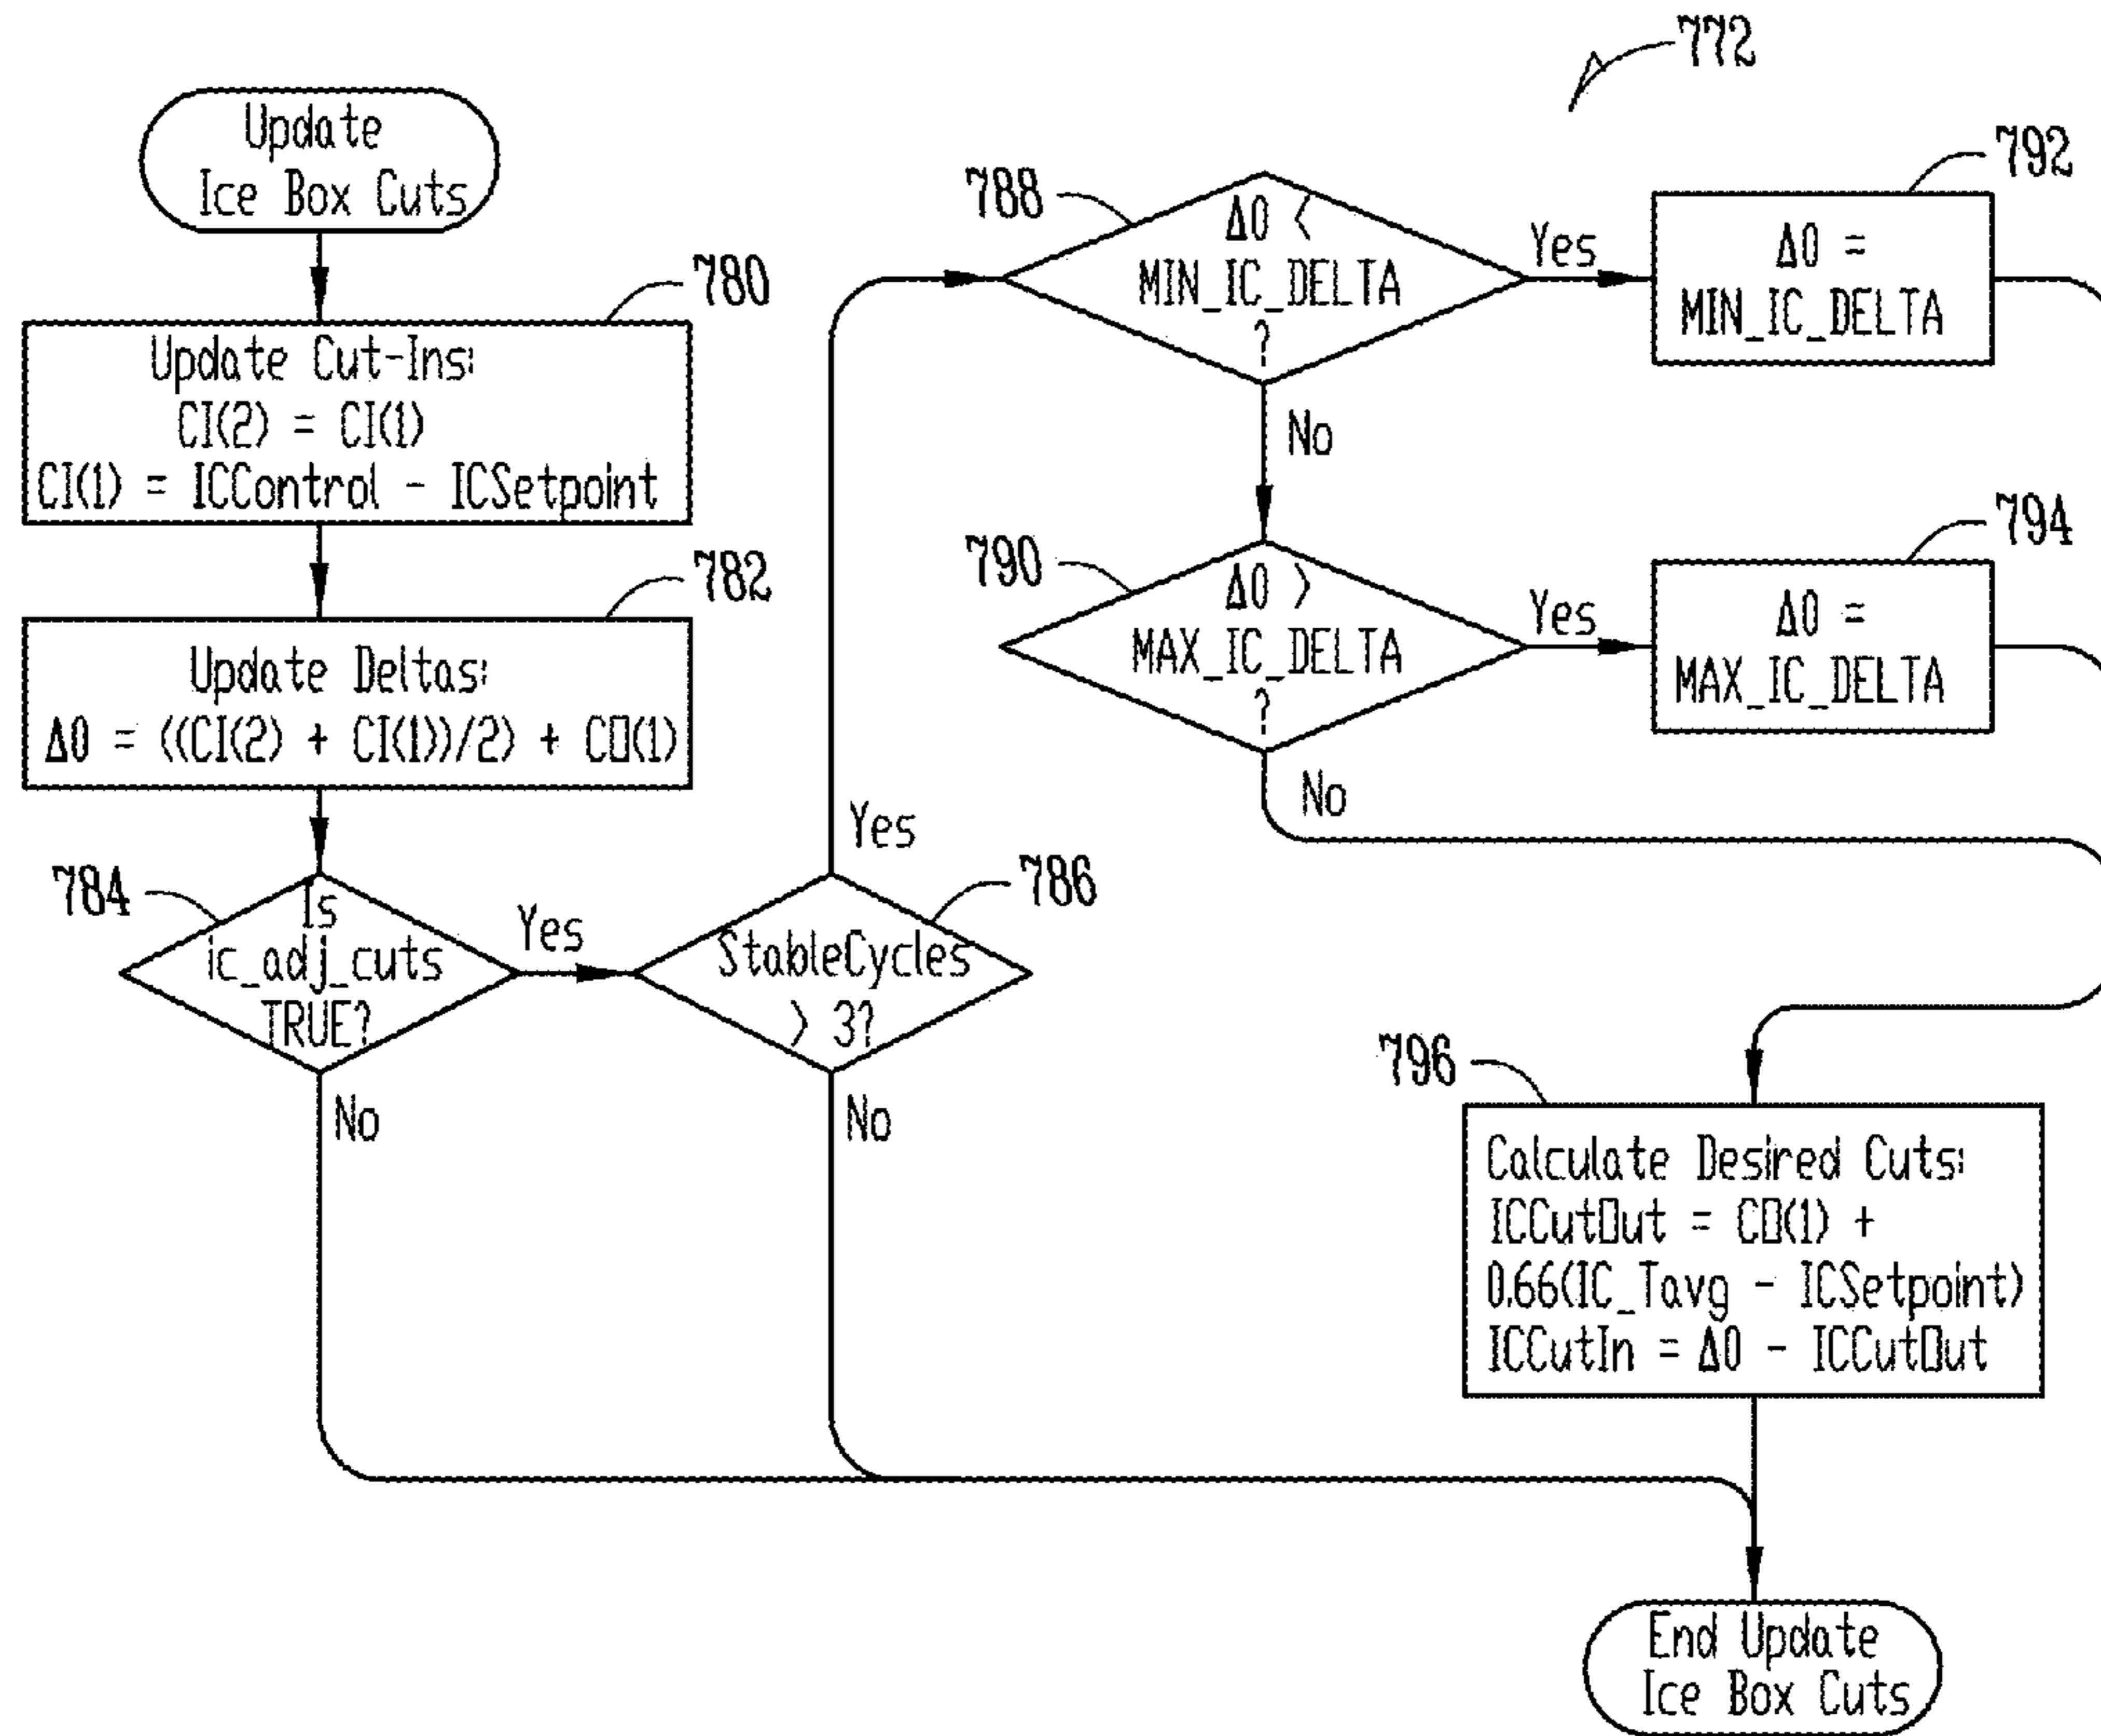 772
Update
Ice Box Cuts
780
Update Cut-Ins:
CI(2) = CI(1)
CI(1) = ICControl - ICSetpoint
782
Update Deltas:
Δ0 = ((CI(2) + CI(1))/2) + CO(1)
784
Is
ic_adj_cuts
TRUE?
Yes
No
786
StableCycles
> 3?
Yes
No
788
Δ0 <
MIN_IC_DELTA
?
Yes
No
792
Δ0 =
MIN_IC_DELTA
790
Δ0 >
MAX_IC_DELTA
?
Yes
No
794
Δ0 =
MAX_IC_DELTA
796
Calculate Desired Cuts:
ICCutOut = CO(1) +
0.66(IC_Tavg - ICSetpoint)
ICCutIn = Δ0 - ICCutOut
End Update
Ice Box Cuts